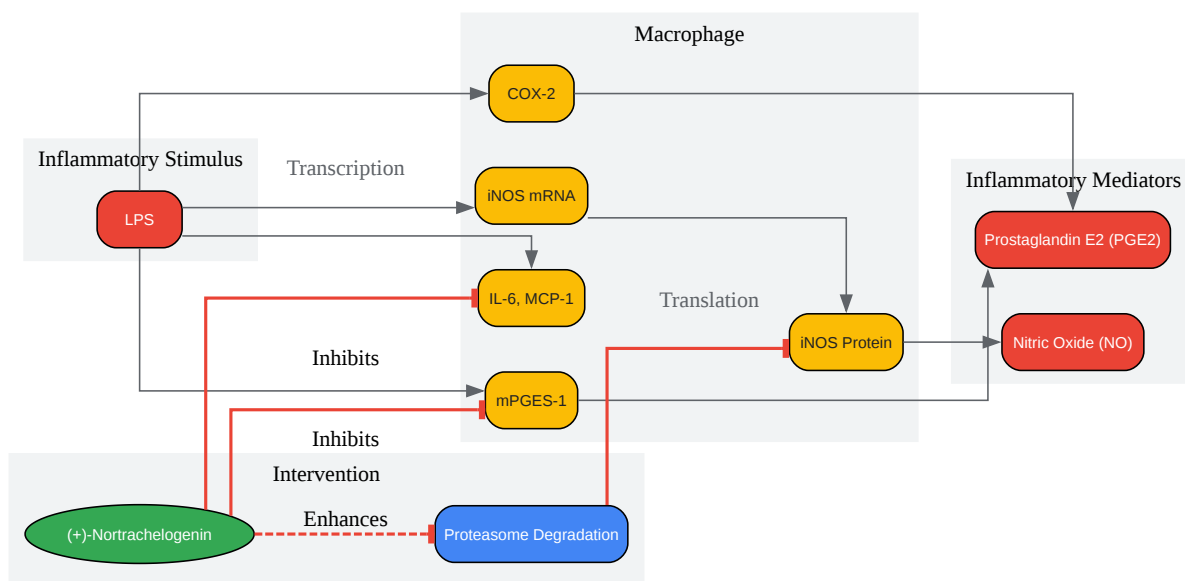 Macrophage
COX-2
Inflammatory Stimulus
Transcription
iNOS mRNA
Inflammatory Mediators
LPS
Prostaglandin E2 (PGE2)
IL-6, MCP-1
Translation
iNOS Protein
Nitric Oxide (NO)
Inhibits
mPGES-1
Inhibits
Intervention
Enhances
(+)-Nortrachelogenin
Proteasome Degradation